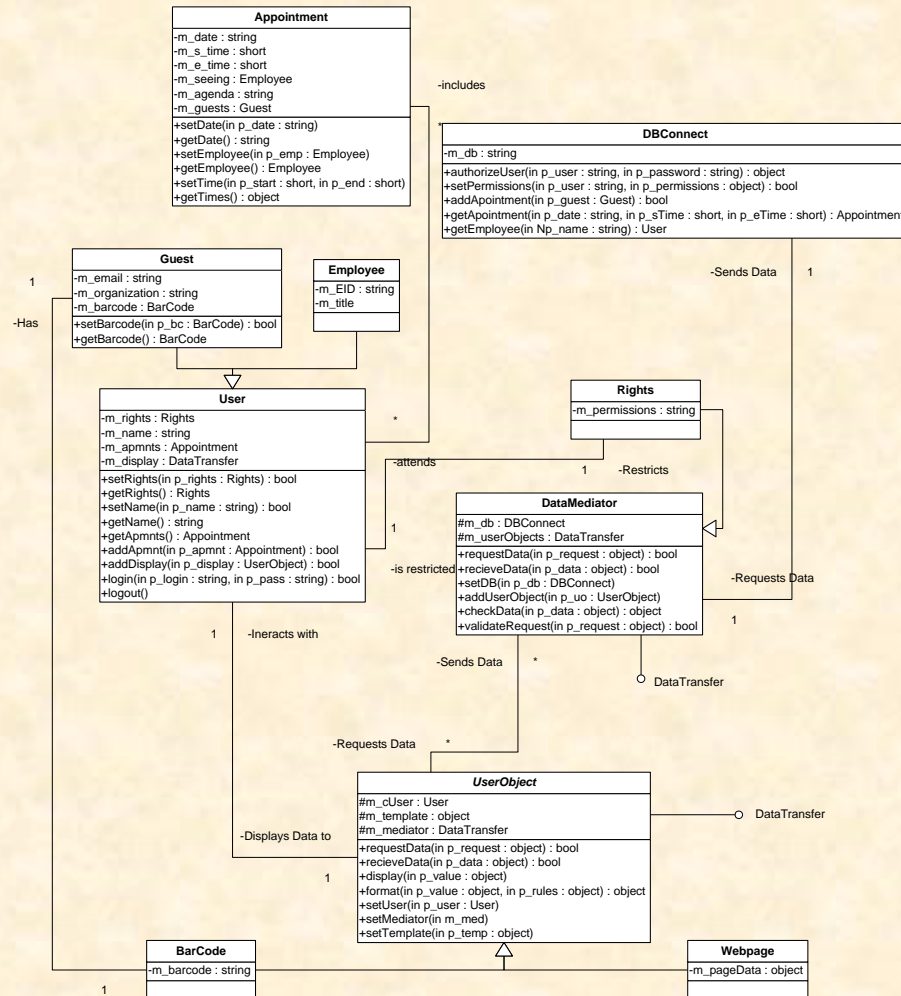 Appointment
-m_date : string
-m_s_time : short
-m_e_time : short
-m_seeing : Employee
-m_agenda : string
-m_guests : Guest
+setDate(in p_date : string)
+getDate() : string
+setEmployee(in p_emp : Employee)
+getEmployee() : Employee
+setTime(in p_start : short, in p_end : short)
+getTimes() : object
-includes
*
DBConnect
-m_db : string
+authorizeUser(in p_user : string, in p_password : string) : object
+setPermissions(in p_user : string, in p_permissions : object) : bool
+addApointment(in p_guest : Guest) : bool
+getApointment(in p_date : string, in p_sTime : short, in p_eTime : short) : Appointment
+getEmployee(in Np_name : string) : User
-Sends Data
1
Guest
-m_email : string
-m_organization : string
-m_barcode : BarCode
+setBarcode(in p_bc : BarCode) : bool
+getBarcode() : BarCode
1
-Has
Employee
-m_EID : string
-m_title
User
-m_rights : Rights
-m_name : string
-m_apmnts : Appointment
-m_display : DataTransfer
+setRights(in p_rights : Rights) : bool
+getRights() : Rights
+setName(in p_name : string) : bool
+getName() : string
+getApmnts() : Appointment
+addApmnt(in p_apmnt : Appointment) : bool
+addDisplay(in p_display : UserObject) : bool
+login(in p_login : string, in p_pass : string) : bool
+logout()
*
-attends
1
-is restricted
Rights
-m_permissions : string
1
-Restricts
DataMediator
#m_db : DBConnect
#m_userObjects : DataTransfer
+requestData(in p_request : object) : bool
+recieveData(in p_data : object) : bool
+setDB(in p_db : DBConnect)
+addUserObject(in p_uo : UserObject)
+checkData(in p_data : object) : object
+validateRequest(in p_request : object) : bool
-Requests Data
1
1
-Ineracts with
-Sends Data
*
DataTransfer
-Requests Data
*
UserObject
#m_cUser : User
#m_template : object
#m_mediator : DataTransfer
+requestData(in p_request : object) : bool
+recieveData(in p_data : object) : bool
+display(in p_value : object)
+format(in p_value : object, in p_rules : object) : object
+setUser(in p_user : User)
+setMediator(in m_med)
+setTemplate(in p_temp : object)
DataTransfer
-Displays Data to
1
BarCode
-m_barcode : string
1
Webpage
-m_pageData : object